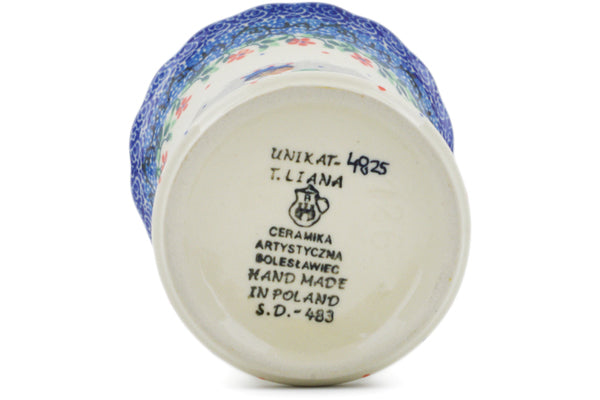 UNIKAT-4825
T.LIANA
CERAMIKA
ARTYSTYCZNA
BOLESŁAWIEC
HAND MADE
IN POLAND
S.D.-483